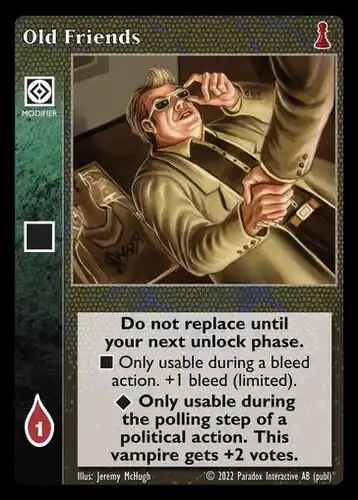 Old Friends
MODIFIER
Do not replace until
your next unlock phase.
Only usable during a bleed
action. +1 bleed (limited).
Only usable during
the polling step of a
political action. This
vampire gets +2 votes.
1
Illus: Jeremy McHugh
© 2022 Paradox Interactive AB (publ)